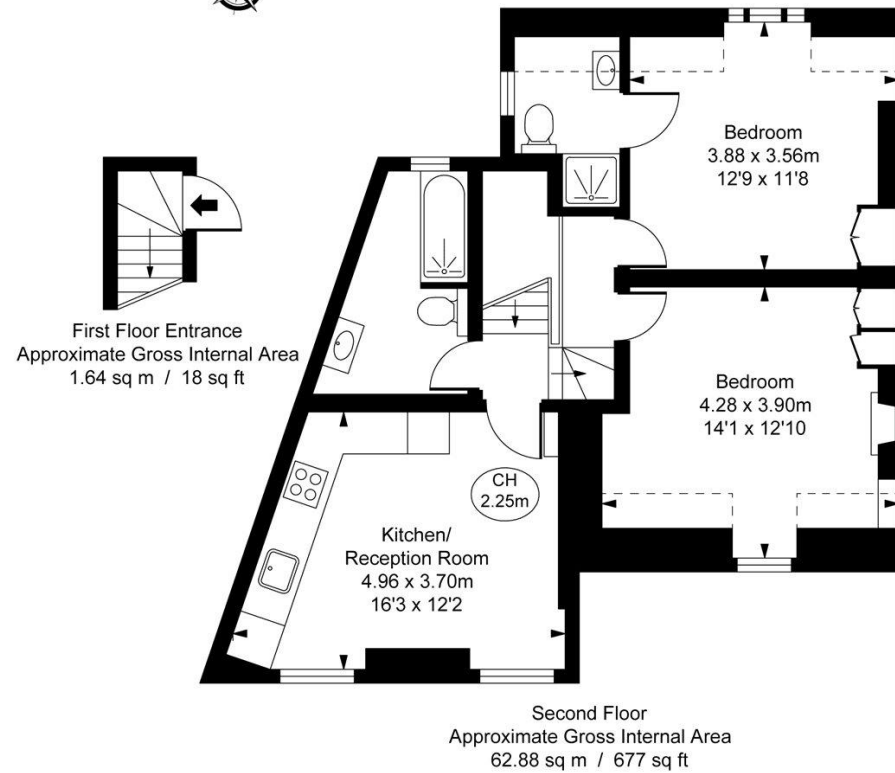 Bedroom
3.88 x 3.56m
12'9 x 11'8
First Floor Entrance
Approximate Gross Internal Area
1.64 sq m / 18 sq ft
Bedroom
4.28 x 3.90m
14'1 x 12'10
CH
2.25m
Kitchen/
Reception Room
4.96 x 3.70m
16'3 x 12'2
Second Floor
Approximate Gross Internal Area
62.88 sq m / 677 sq ft